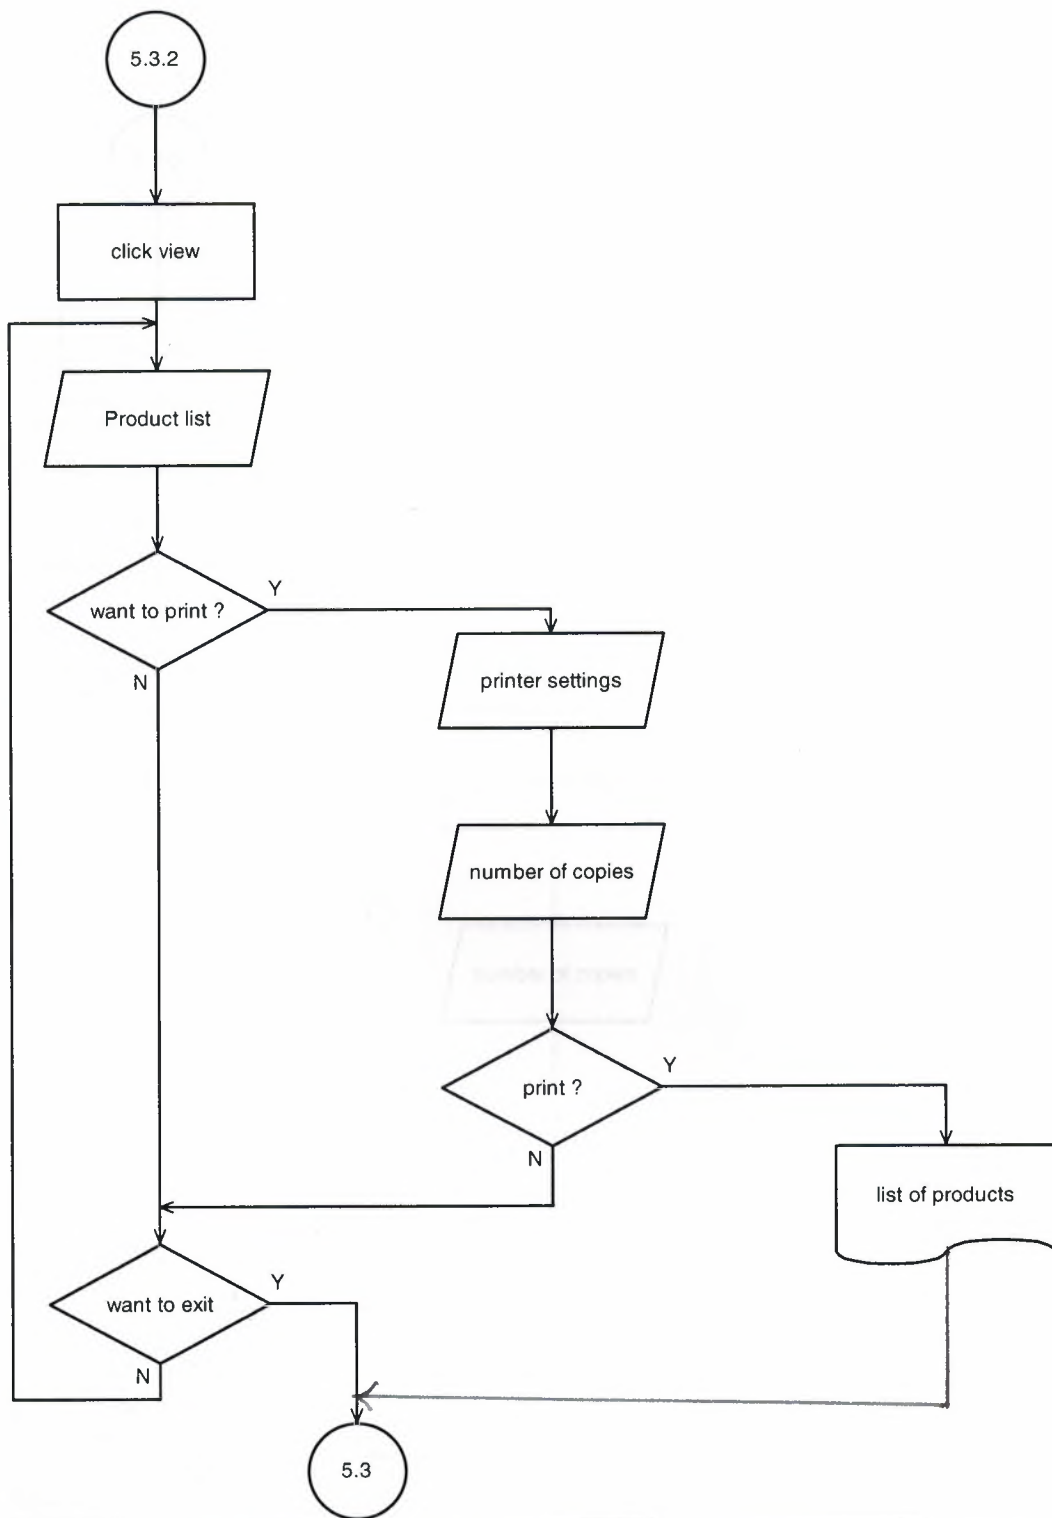 5.3.2
click view
Product list
want to print ?
Y
N
printer settings
number of copies
print ?
Y
N
list of products
want to exit
Y
N
5.3